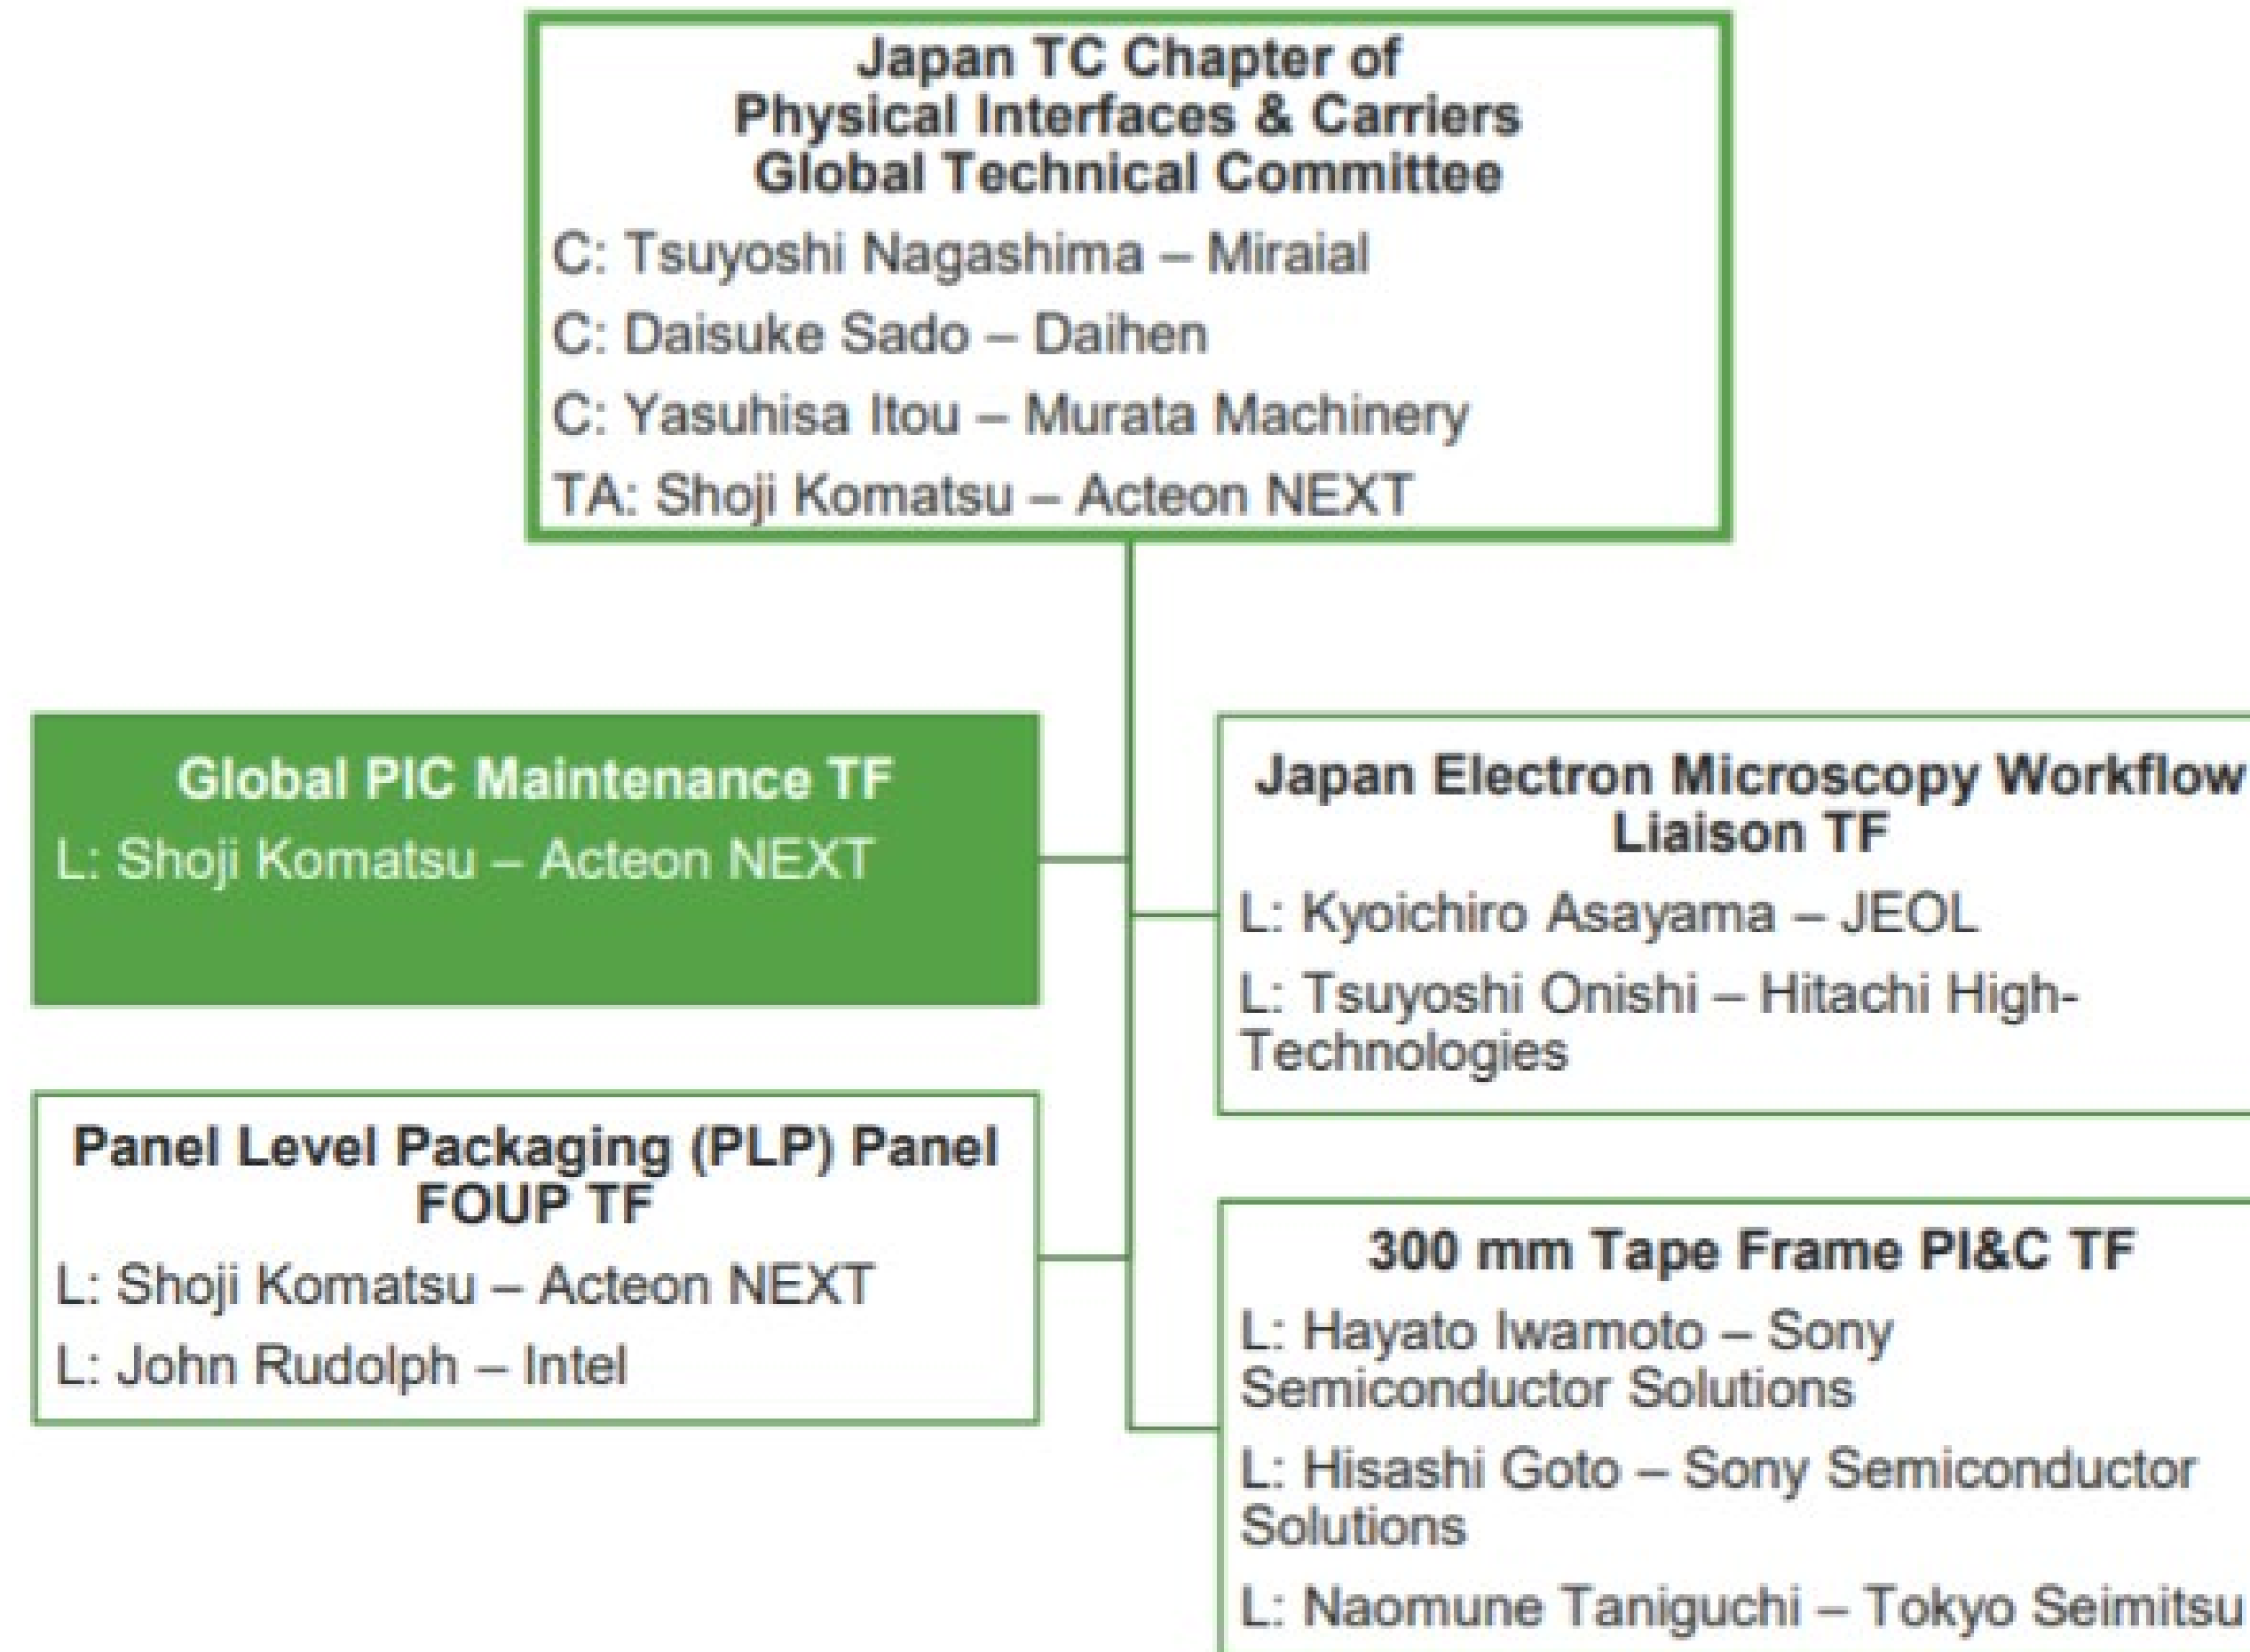 Japan TC Chapter of
Physical Interfaces & Carriers
Global Technical Committee
C: Tsuyoshi Nagashima – Miraial
C: Daisuke Sado – Daihen
C: Yasuhisa Itou – Murata Machinery
TA: Shoji Komatsu – Acteon NEXT
Global PIC Maintenance TF
L: Shoji Komatsu – Acteon NEXT
Japan Electron Microscopy Workflow
Liaison TF
L: Kyoichiro Asayama – JEOL
L: Tsuyoshi Onishi – Hitachi High-
Technologies
Panel Level Packaging (PLP) Panel
FOUP TF
L: Shoji Komatsu – Acteon NEXT
L: John Rudolph – Intel
300 mm Tape Frame PI&C TF
L: Hayato Iwamoto – Sony
Semiconductor Solutions
L: Hisashi Goto – Sony Semiconductor
Solutions
L: Naomune Taniguchi – Tokyo Seimitsu